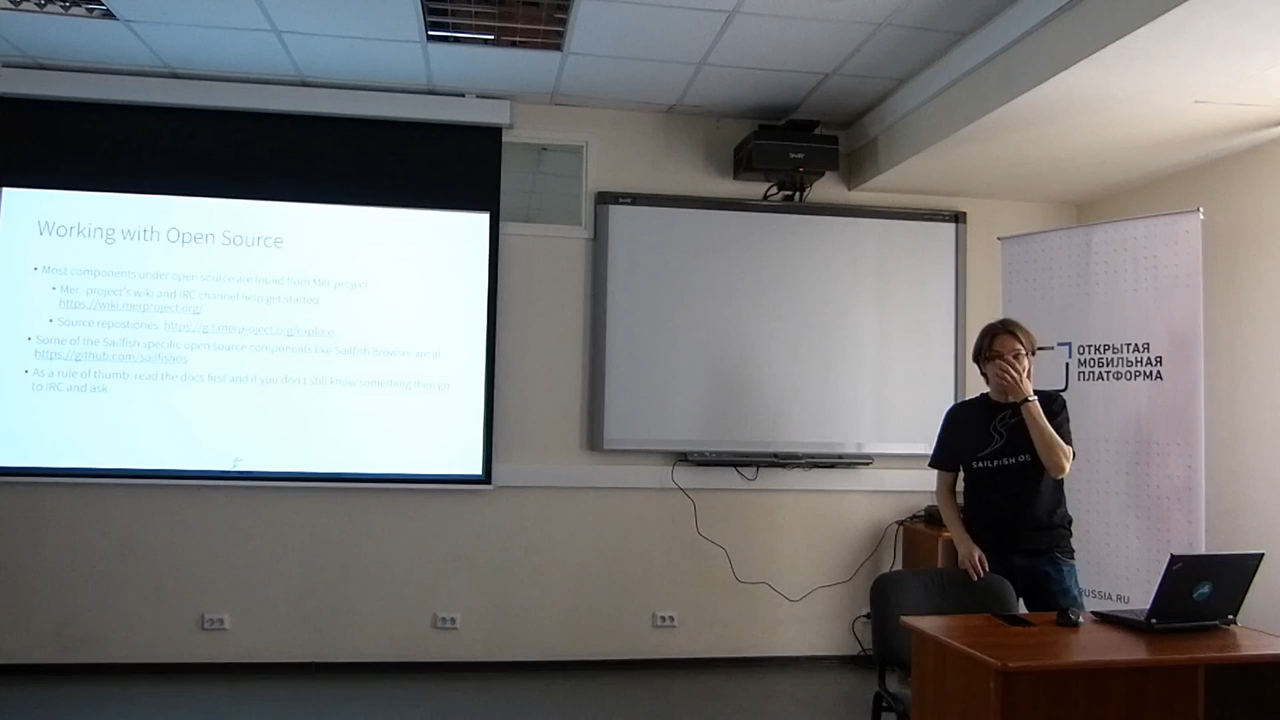 Working with Open Source
• Most components under open source are found from Mer project
• Mer project's wiki and IRC channel help get started
https://wiki.merproject.org/
• Source repostiories: https://git.merproject.org/explore
• Some of the Sailfish specific open source components like Sailfish Browser are at
https://github.com/sailfishos
• As a rule of thumb: read the docs first and if you don't still know something then go
to IRC and ask
SMART
ОТКРЫТАЯ
МОБИЛЬНАЯ
ПЛАТФОРМА
SAILFISH OS
RUSSIA.RU